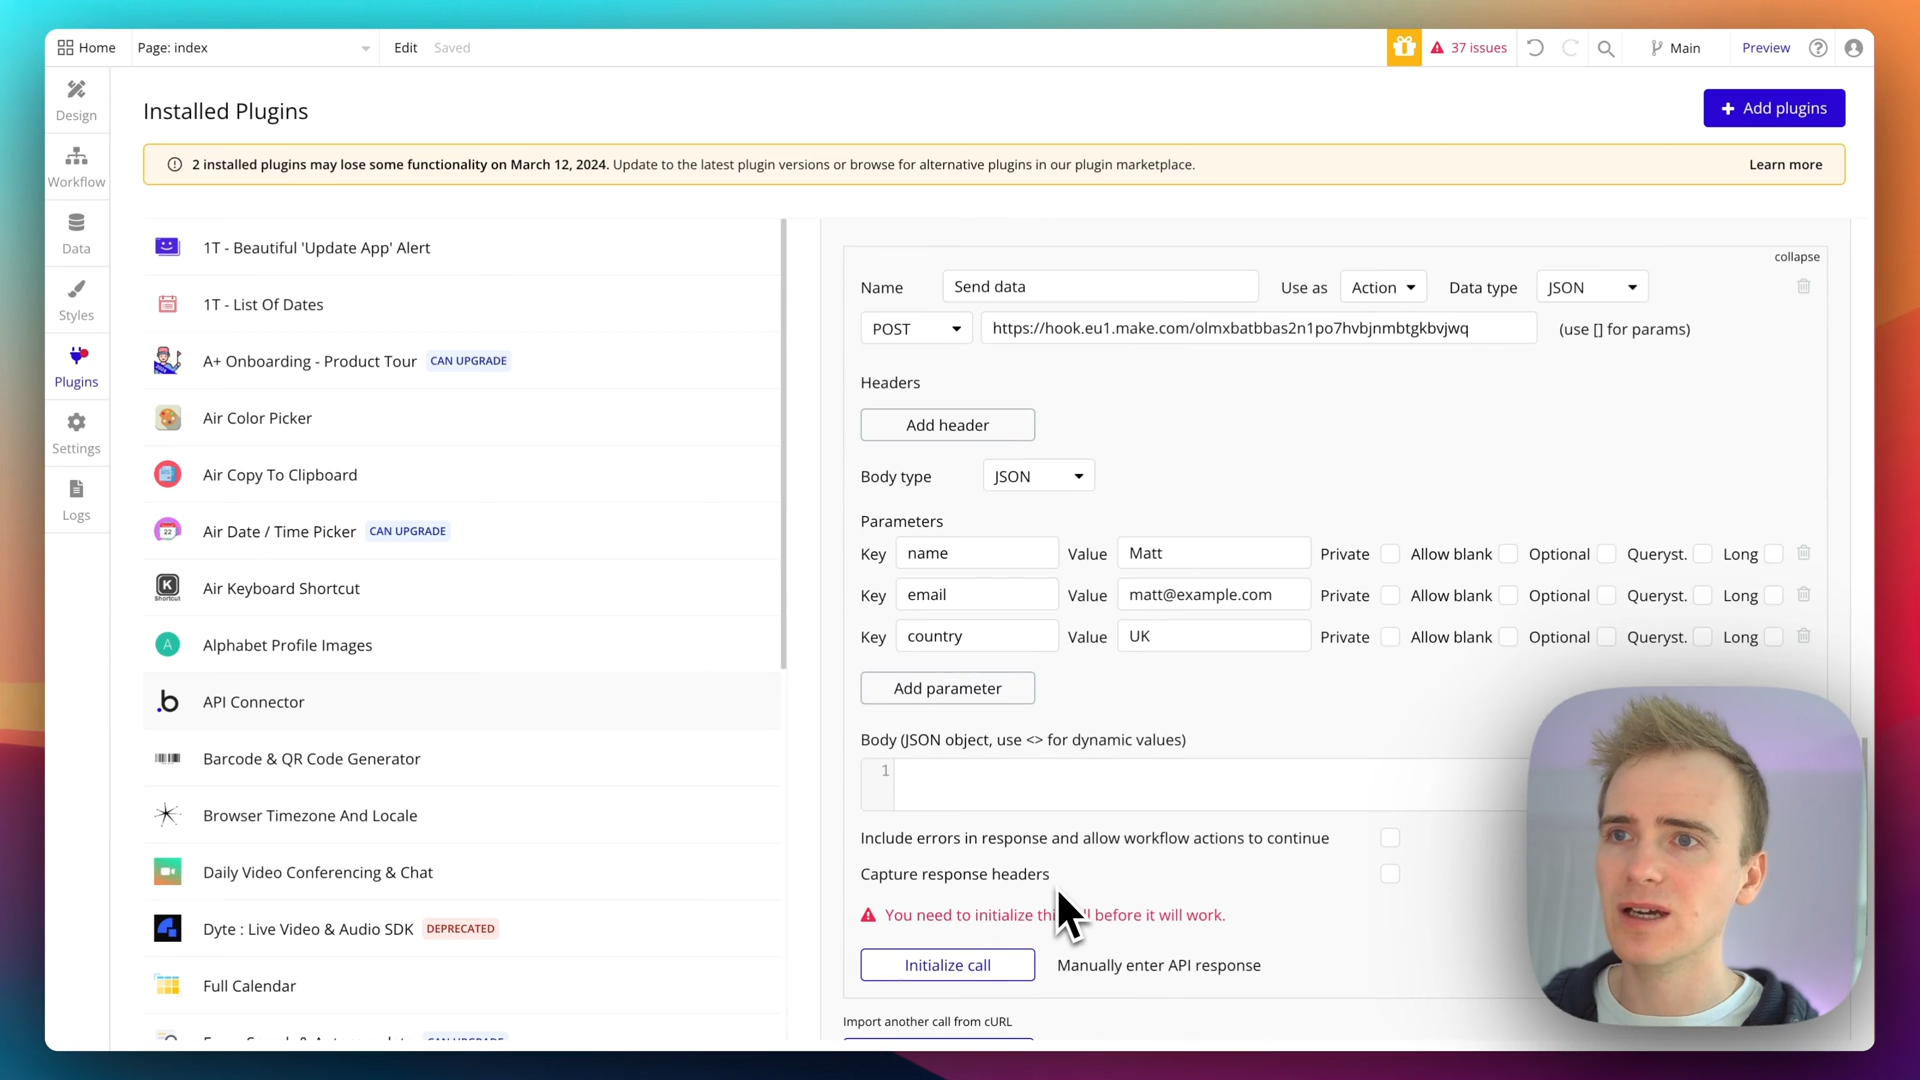 Home
Page: index
Edit
Saved
37 issues
Main
Preview
Design
Workflow
Data
Styles
Plugins
Settings
Logs
Installed Plugins
Add plugins
2 installed plugins may lose some functionality on March 12, 2024. Update to the latest plugin versions or browse for alternative plugins in our plugin marketplace.
Learn more
1T - Beautiful 'Update App' Alert
1T - List Of Dates
A+ Onboarding - Product Tour CAN UPGRADE
Air Color Picker
Air Copy To Clipboard
22
Air Date / Time Picker CAN UPGRADE
K
Shortcut
Air Keyboard Shortcut
A
Alphabet Profile Images
b
API Connector
Barcode & QR Code Generator
Browser Timezone And Locale
Daily Video Conferencing & Chat
Dyte : Live Video & Audio SDK DEPRECATED
Full Calendar
CAN UPGRADE
collapse
Name Send data Use as Action Data type JSON
POST https://hook.eu1.make.com/olmxbatbbas2n1po7hvbjnmbtgkbvjwq (use [] for params)
Headers
Add header
Body type JSON
Parameters
Key name Value Matt Private Allow blank Optional Queryst. Long
Key email Value matt@example.com Private Allow blank Optional Queryst. Long
Key country Value UK Private Allow blank Optional Queryst. Long
Add parameter
Body (JSON object, use <> for dynamic values)
1
Include errors in response and allow workflow actions to continue
Capture response headers
You need to initialize before it will work.
Initialize call Manually enter API response
Import another call from cURL